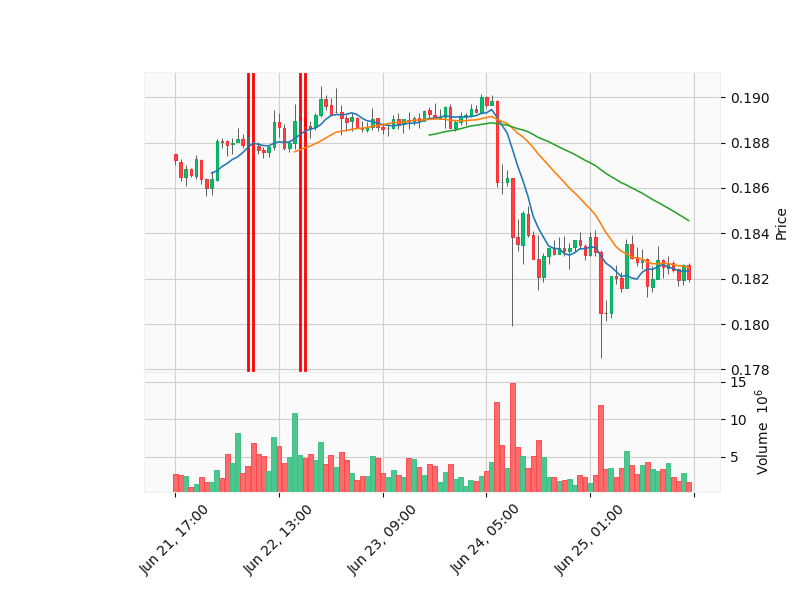 0.190
0.188
0.186
0.184
0.182
0.180
0.178
Price
15
10
5
Volume 10^6
Jun 21, 17:00
Jun 22, 13:00
Jun 23, 09:00
Jun 24, 05:00
Jun 25, 01:00